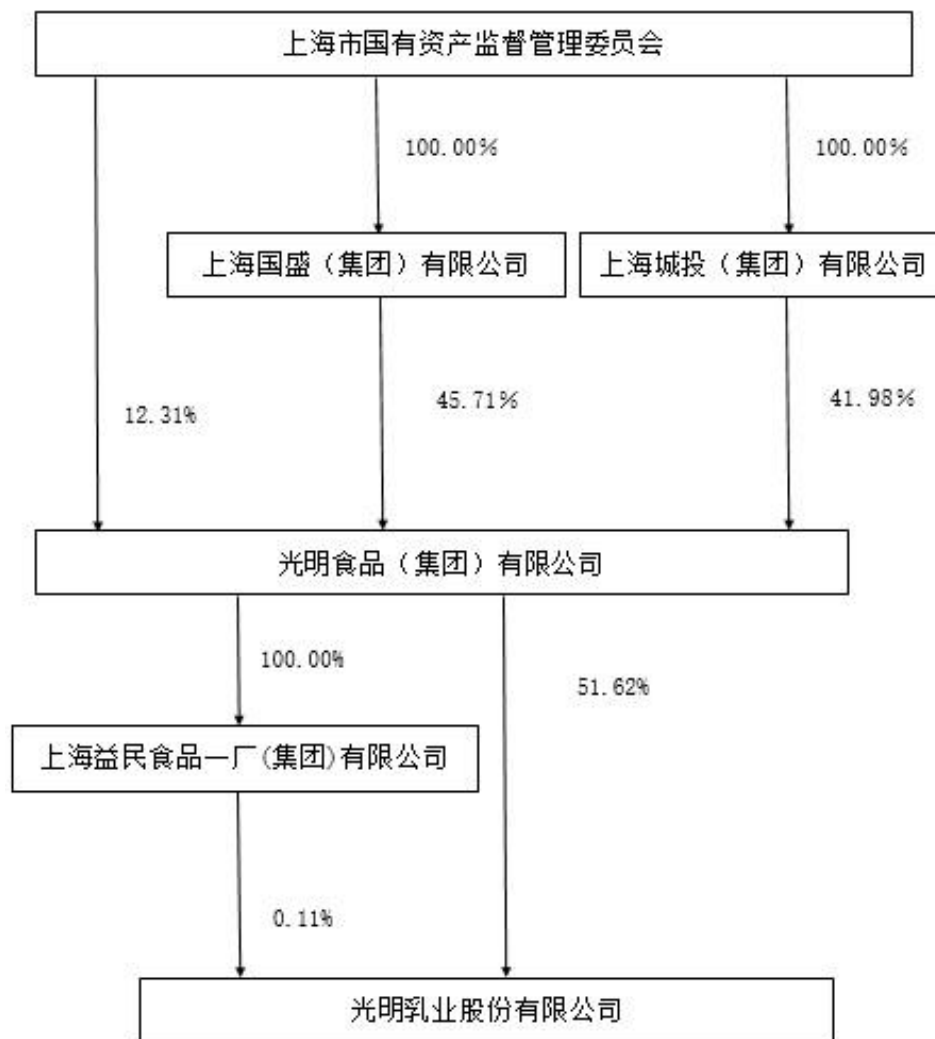 上海市国有资产监督管理委员会
100.00%
100.00%
上海国盛（集团）有限公司
上海城投（集团）有限公司
12.31%
45.71%
41.98%
光明食品（集团）有限公司
100.00%
51.62%
上海益民食品一厂(集团)有限公司
0.11%
光明乳业股份有限公司